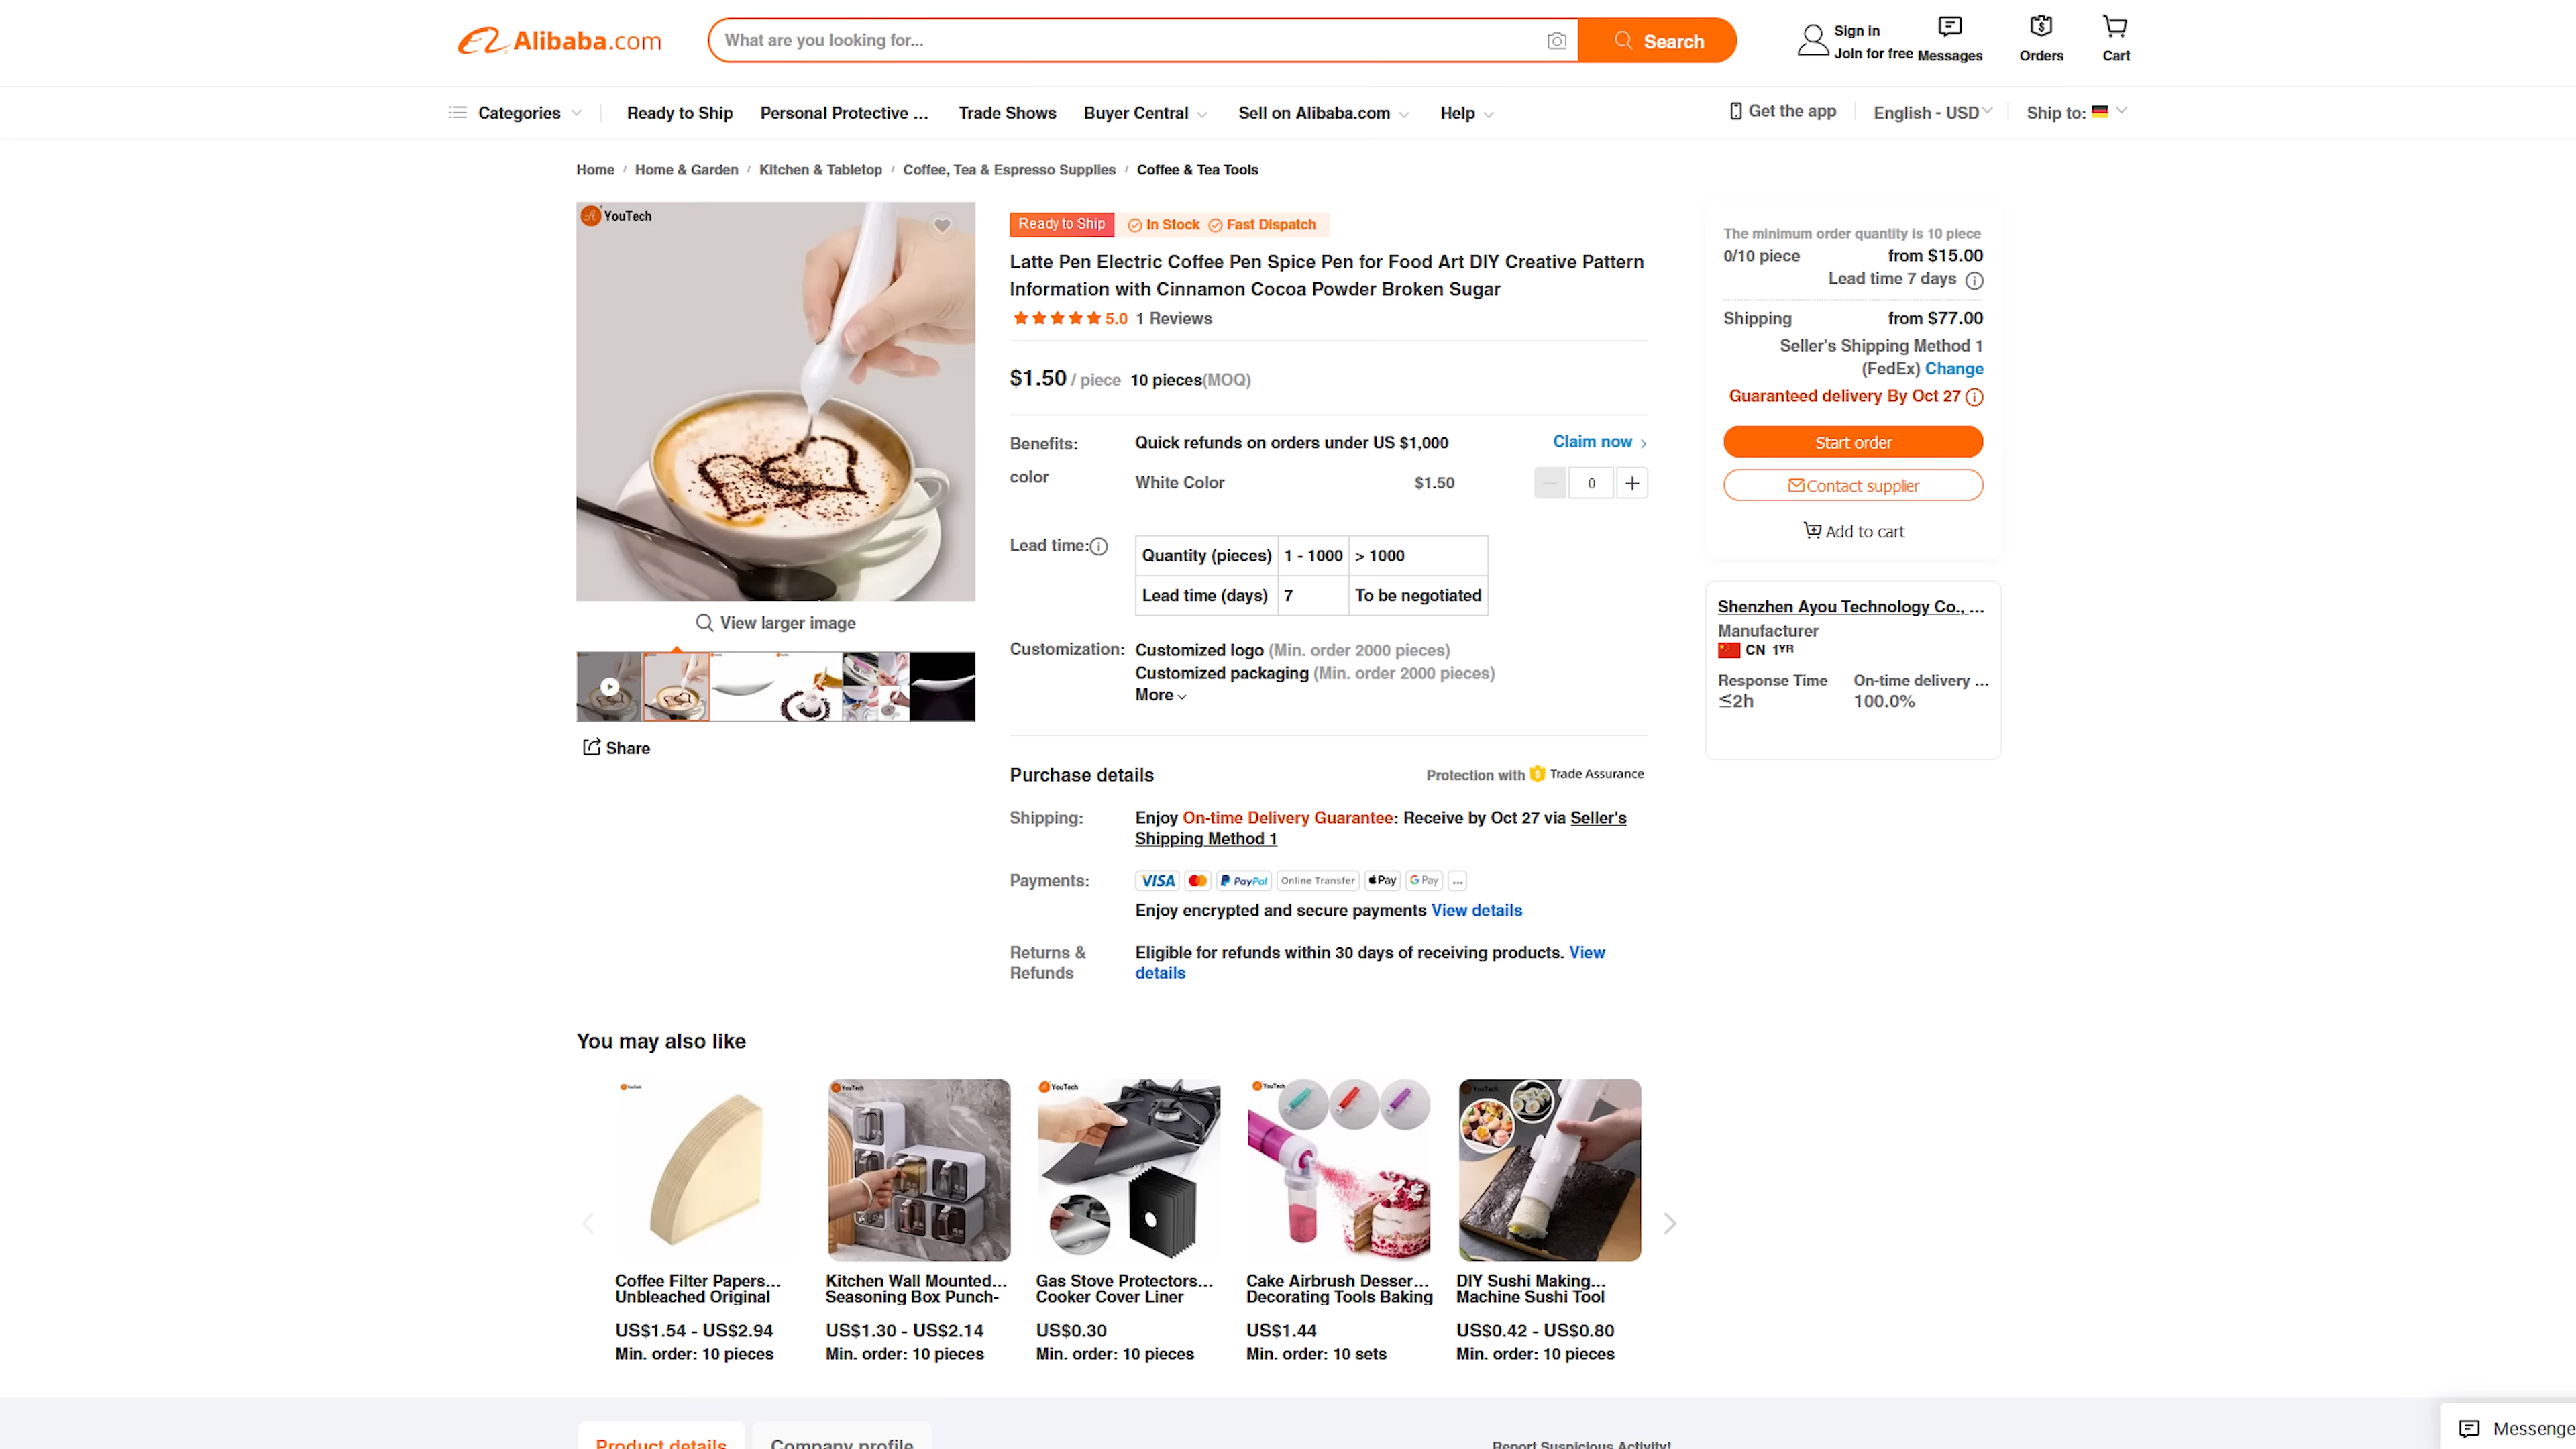 Alibaba.com
What are you looking for...
Search
Sign in
Join for free
Messages
Orders
Cart
Categories
Ready to Ship
Personal Protective ...
Trade Shows
Buyer Central
Sell on Alibaba.com
Help
Get the app
English - USD
Ship to:
Home / Home & Garden / Kitchen & Tabletop / Coffee, Tea & Espresso Supplies / Coffee & Tea Tools
YouTech
View larger image
Share
Ready to Ship In Stock Fast Dispatch
Latte Pen Electric Coffee Pen Spice Pen for Food Art DIY Creative Pattern
Information with Cinnamon Cocoa Powder Broken Sugar
5.0 1 Reviews
$1.50 / piece 10 pieces(MOQ)
Benefits: Quick refunds on orders under US $1,000 Claim now
color White Color $1.50 0
Lead time:
Quantity (pieces) 1 - 1000 > 1000
Lead time (days) 7 To be negotiated
Customization: Customized logo (Min. order 2000 pieces)
Customized packaging (Min. order 2000 pieces)
More
Purchase details Protection with Trade Assurance
Shipping: Enjoy On-time Delivery Guarantee: Receive by Oct 27 via Seller's
Shipping Method 1
Payments: VISA PayPal Online Transfer Pay G Pay ...
Enjoy encrypted and secure payments View details
Returns & Refunds
Eligible for refunds within 30 days of receiving products. View
details
The minimum order quantity is 10 piece
0/10 piece from $15.00
Lead time 7 days
Shipping from $77.00
Seller's Shipping Method 1
(FedEx) Change
Guaranteed delivery By Oct 27
Start order
Contact supplier
Add to cart
Shenzhen Ayou Technology Co., ...
Manufacturer
CN 1YR
Response Time On-time delivery ...
≤2h 100.0%
You may also like
YouTech
Coffee Filter Papers...
Unbleached Original
US$1.54 - US$2.94
Min. order: 10 pieces
YouTech
Kitchen Wall Mounted...
Seasoning Box Punch-
US$1.30 - US$2.14
Min. order: 10 pieces
YouTech
Gas Stove Protectors...
Cooker Cover Liner
US$0.30
Min. order: 10 pieces
YouTech
Cake Airbrush Desser...
Decorating Tools Baking
US$1.44
Min. order: 10 sets
YouTech
DIY Sushi Making...
Machine Sushi Tool
US$0.42 - US$0.80
Min. order: 10 pieces
Product details
Company profile
Report Suspicious Activity!
Messenge